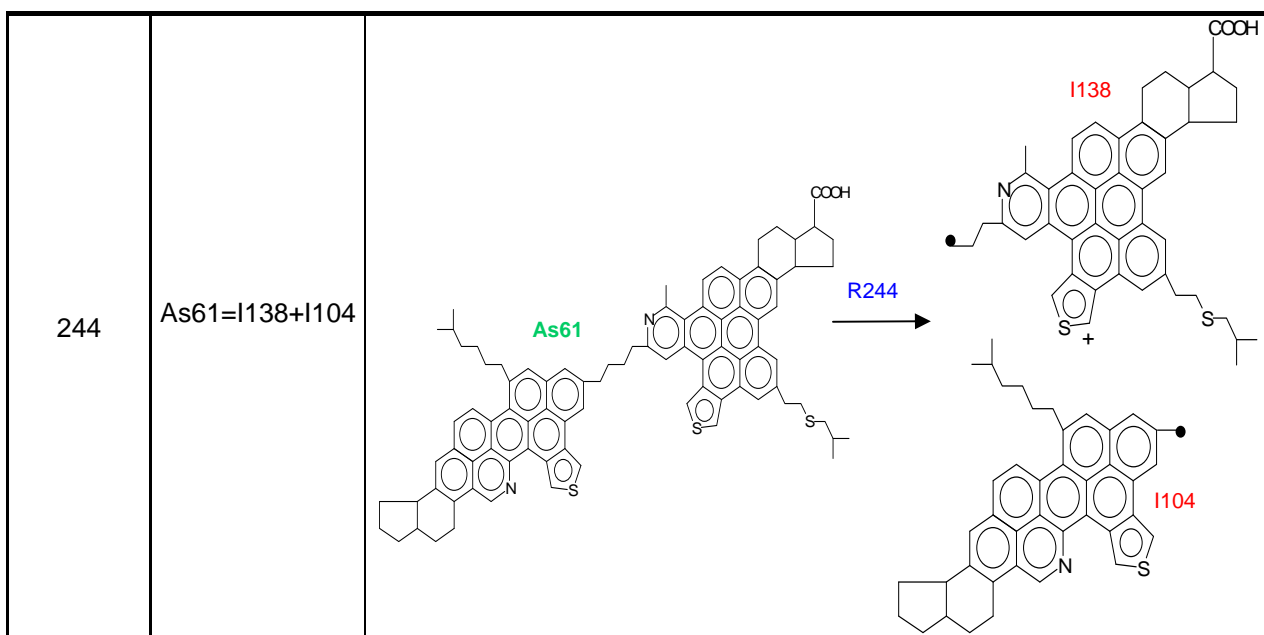 244
As61=I138+I104
As61
N
S
N
COOH
S
S
R244
COOH
I138
N
S
S
+
I104
N
S